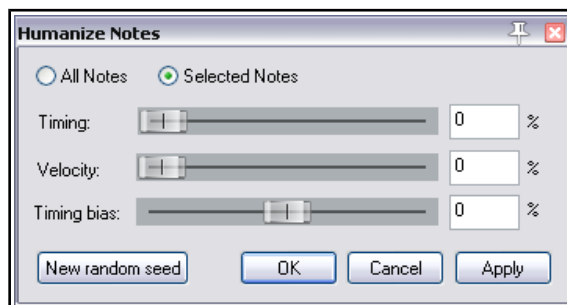 Humanize Notes
All Notes Selected Notes
Timing: 0 %
Velocity: 0 %
Timing bias: 0 %
New random seed OK Cancel Apply